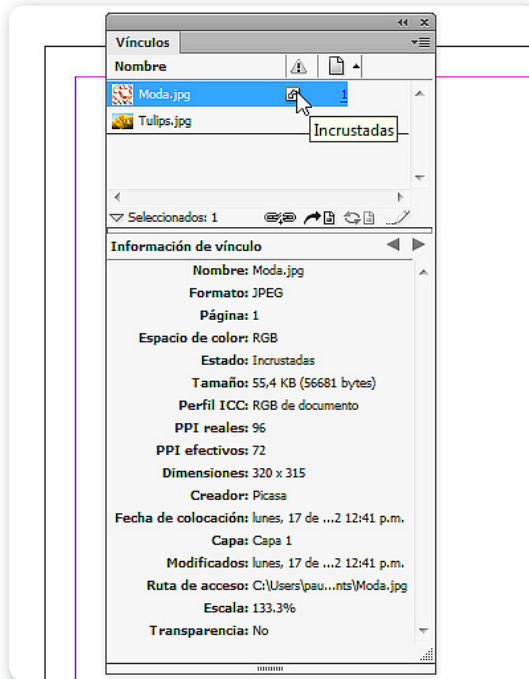 Vínculos
Nombre
Moda.jpg 1
Tulips.jpg
Incrustadas
Seleccionados: 1
Información de vínculo
Nombre: Moda.jpg
Formato: JPEG
Página: 1
Espacio de color: RGB
Estado: Incrustadas
Tamaño: 55,4 KB (56681 bytes)
Perfil ICC: RGB de documento
PPI reales: 96
PPI efectivos: 72
Dimensiones: 320 x 315
Creador: Picasa
Fecha de colocación: lunes, 17 de ...2 12:41 p.m.
Capa: Capa 1
Modificados: lunes, 17 de ...2 12:41 p.m.
Ruta de acceso: C:\Users\pau...nts\Moda.jpg
Escala: 133.3%
Transparencia: No